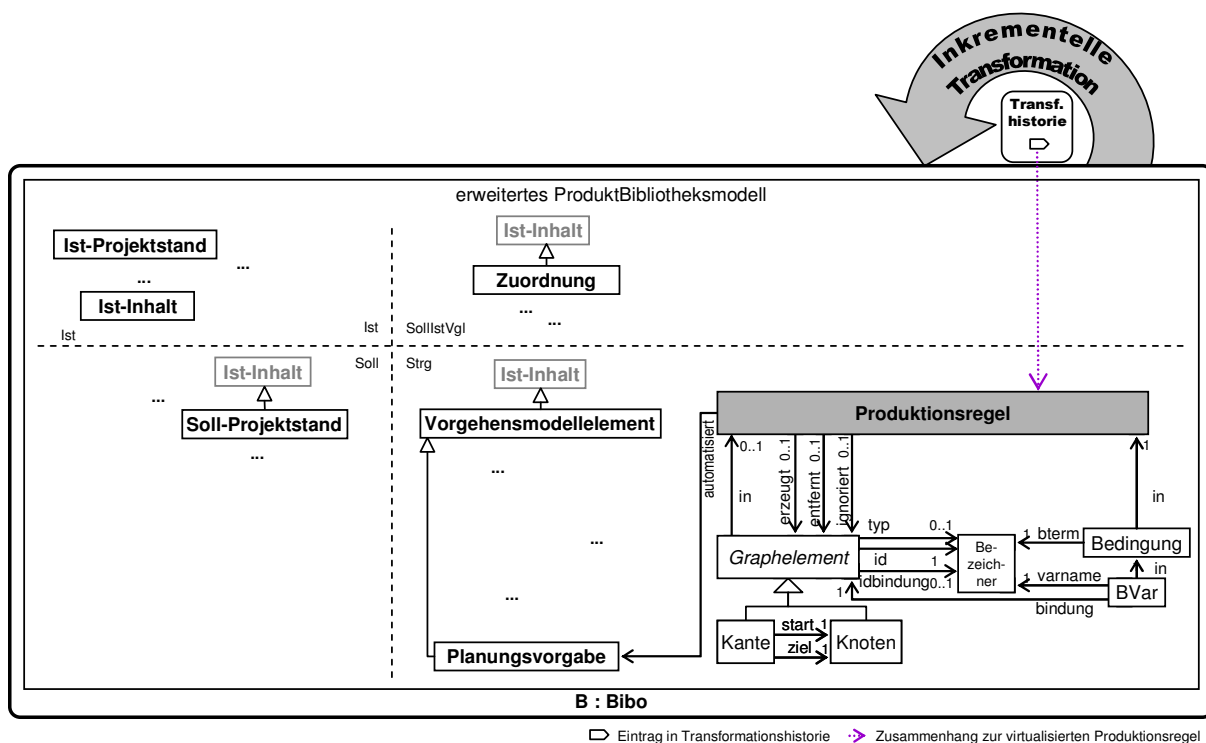 Inkrementelle
Transformation
Transf.
historie
erweitertes ProduktBibliotheksmodell
Ist-Projektstand
...
...
Ist-Inhalt
Ist
Ist
Ist-Inhalt
Zuordnung
...
...
SollIstVgl
Soll
Ist-Inhalt
...
Soll-Projektstand
...
Strg
Ist-Inhalt
Vorgehensmodellelement
...
...
...
Planungsvorgabe
Produktionsregel
automatisiert
0..1
in
erzeugt 0..1
entfernt 0..1
ignoriert 0..1
1
in
Graphelement
typ
0..1
id
1
idbindung
0..1
Be-
zeich-
ner
1
bterm
Bedingung
in
1
varname
BVar
1
bindung
Kante
start
1
ziel
1
Knoten
B : Bibo
Eintrag in Transformationshistorie
Zusammenhang zur virtualisierten Produktionsregel